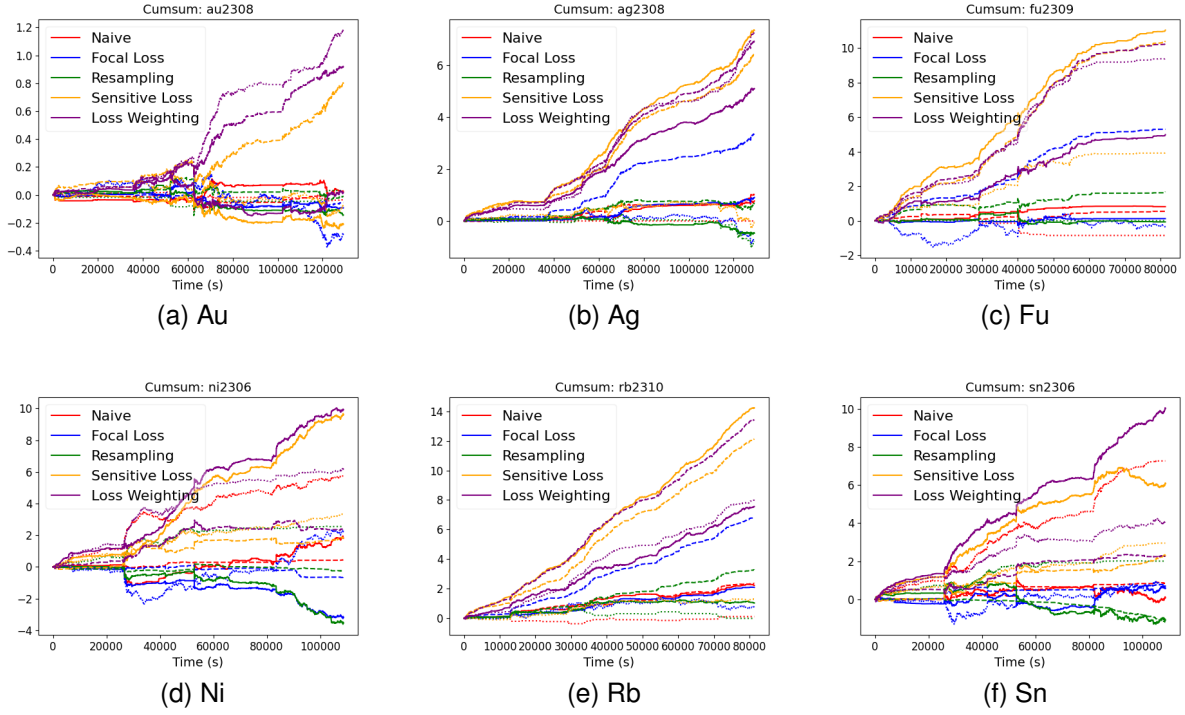 Cumsum: au2308
1.2
1.0
0.8
0.6
0.4
0.2
0.0
−0.2
−0.4
Naive
Focal Loss
Resampling
Sensitive Loss
Loss Weighting
0 20000 40000 60000 80000 100000 120000
Time (s)
(a) Au
Cumsum: ag2308
6
4
2
0
Naive
Focal Loss
Resampling
Sensitive Loss
Loss Weighting
0 20000 40000 60000 80000 100000 120000
Time (s)
(b) Ag
Cumsum: fu2309
10
8
6
4
2
0
−2
Naive
Focal Loss
Resampling
Sensitive Loss
Loss Weighting
0 10000 20000 30000 40000 50000 60000 70000 80000
Time (s)
(c) Fu
Cumsum: ni2306
10
8
6
4
2
0
−2
−4
Naive
Focal Loss
Resampling
Sensitive Loss
Loss Weighting
0 20000 40000 60000 80000 100000
Time (s)
(d) Ni
Cumsum: rb2310
14
12
10
8
6
4
2
0
Naive
Focal Loss
Resampling
Sensitive Loss
Loss Weighting
0 10000 20000 30000 40000 50000 60000 70000 80000
Time (s)
(e) Rb
Cumsum: sn2306
10
8
6
4
2
0
Naive
Focal Loss
Resampling
Sensitive Loss
Loss Weighting
0 20000 40000 60000 80000 100000
Time (s)
(f) Sn